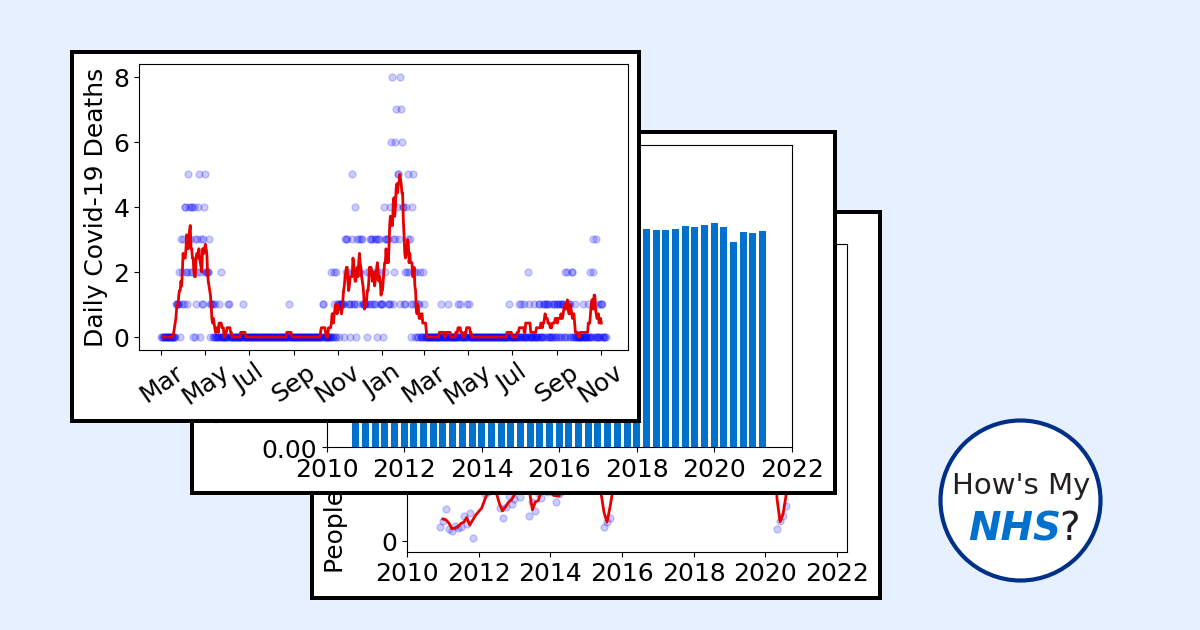 Daily Covid-19 Deaths
8
6
4
2
0
Mar May Jul Sep Nov Jan Mar May Jul Sep Nov
0.00
2010 2012 2014 2016 2018 2020 2022
People
0
2010 2012 2014 2016 2018 2020 2022
How's My
NHS?